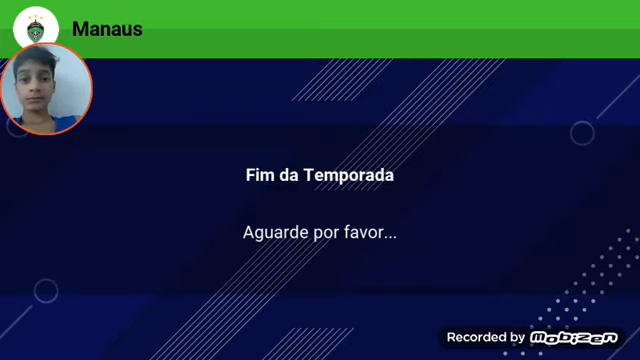 Manaus
Fim da Temporada
Aguarde por favor...
Recorded by Mobizen